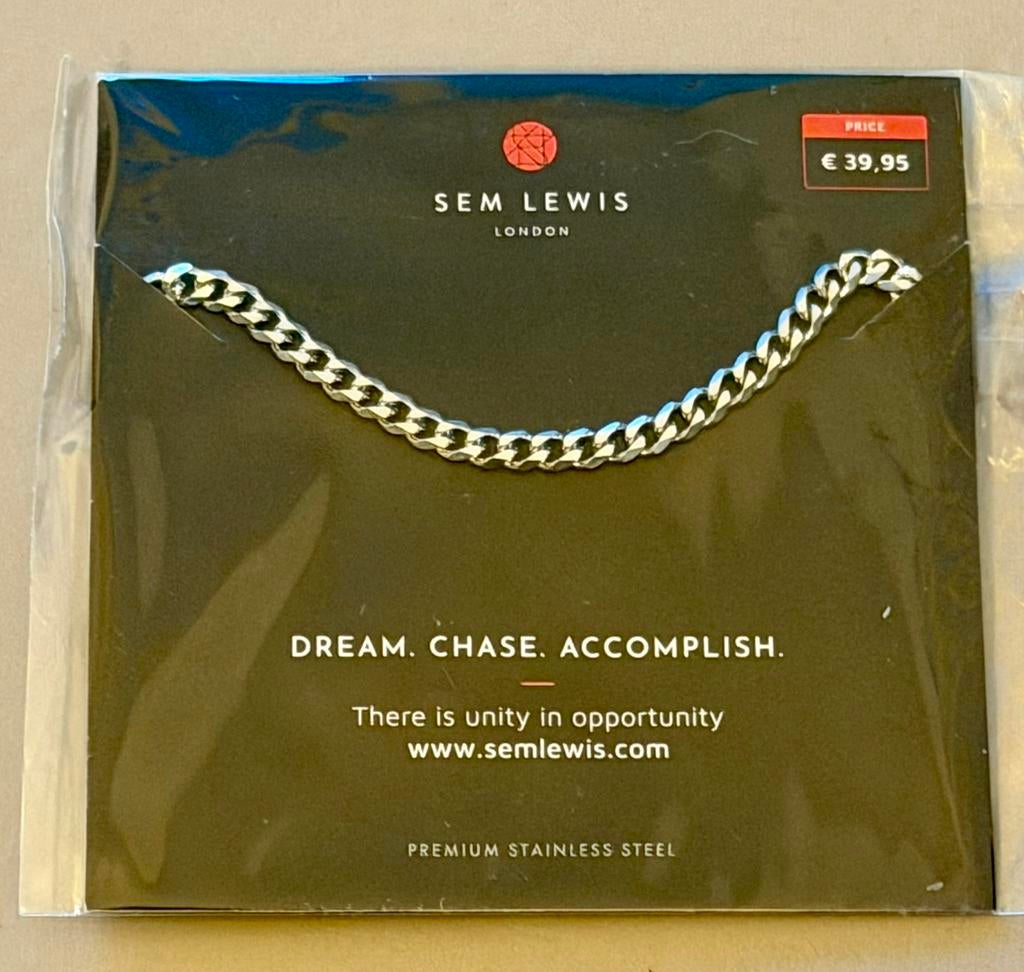 PRICE
€ 39,95
SEM LEWIS
LONDON
DREAM. CHASE. ACCOMPLISH.
There is unity in opportunity
www.semlewis.com
PREMIUM STAINLESS STEEL